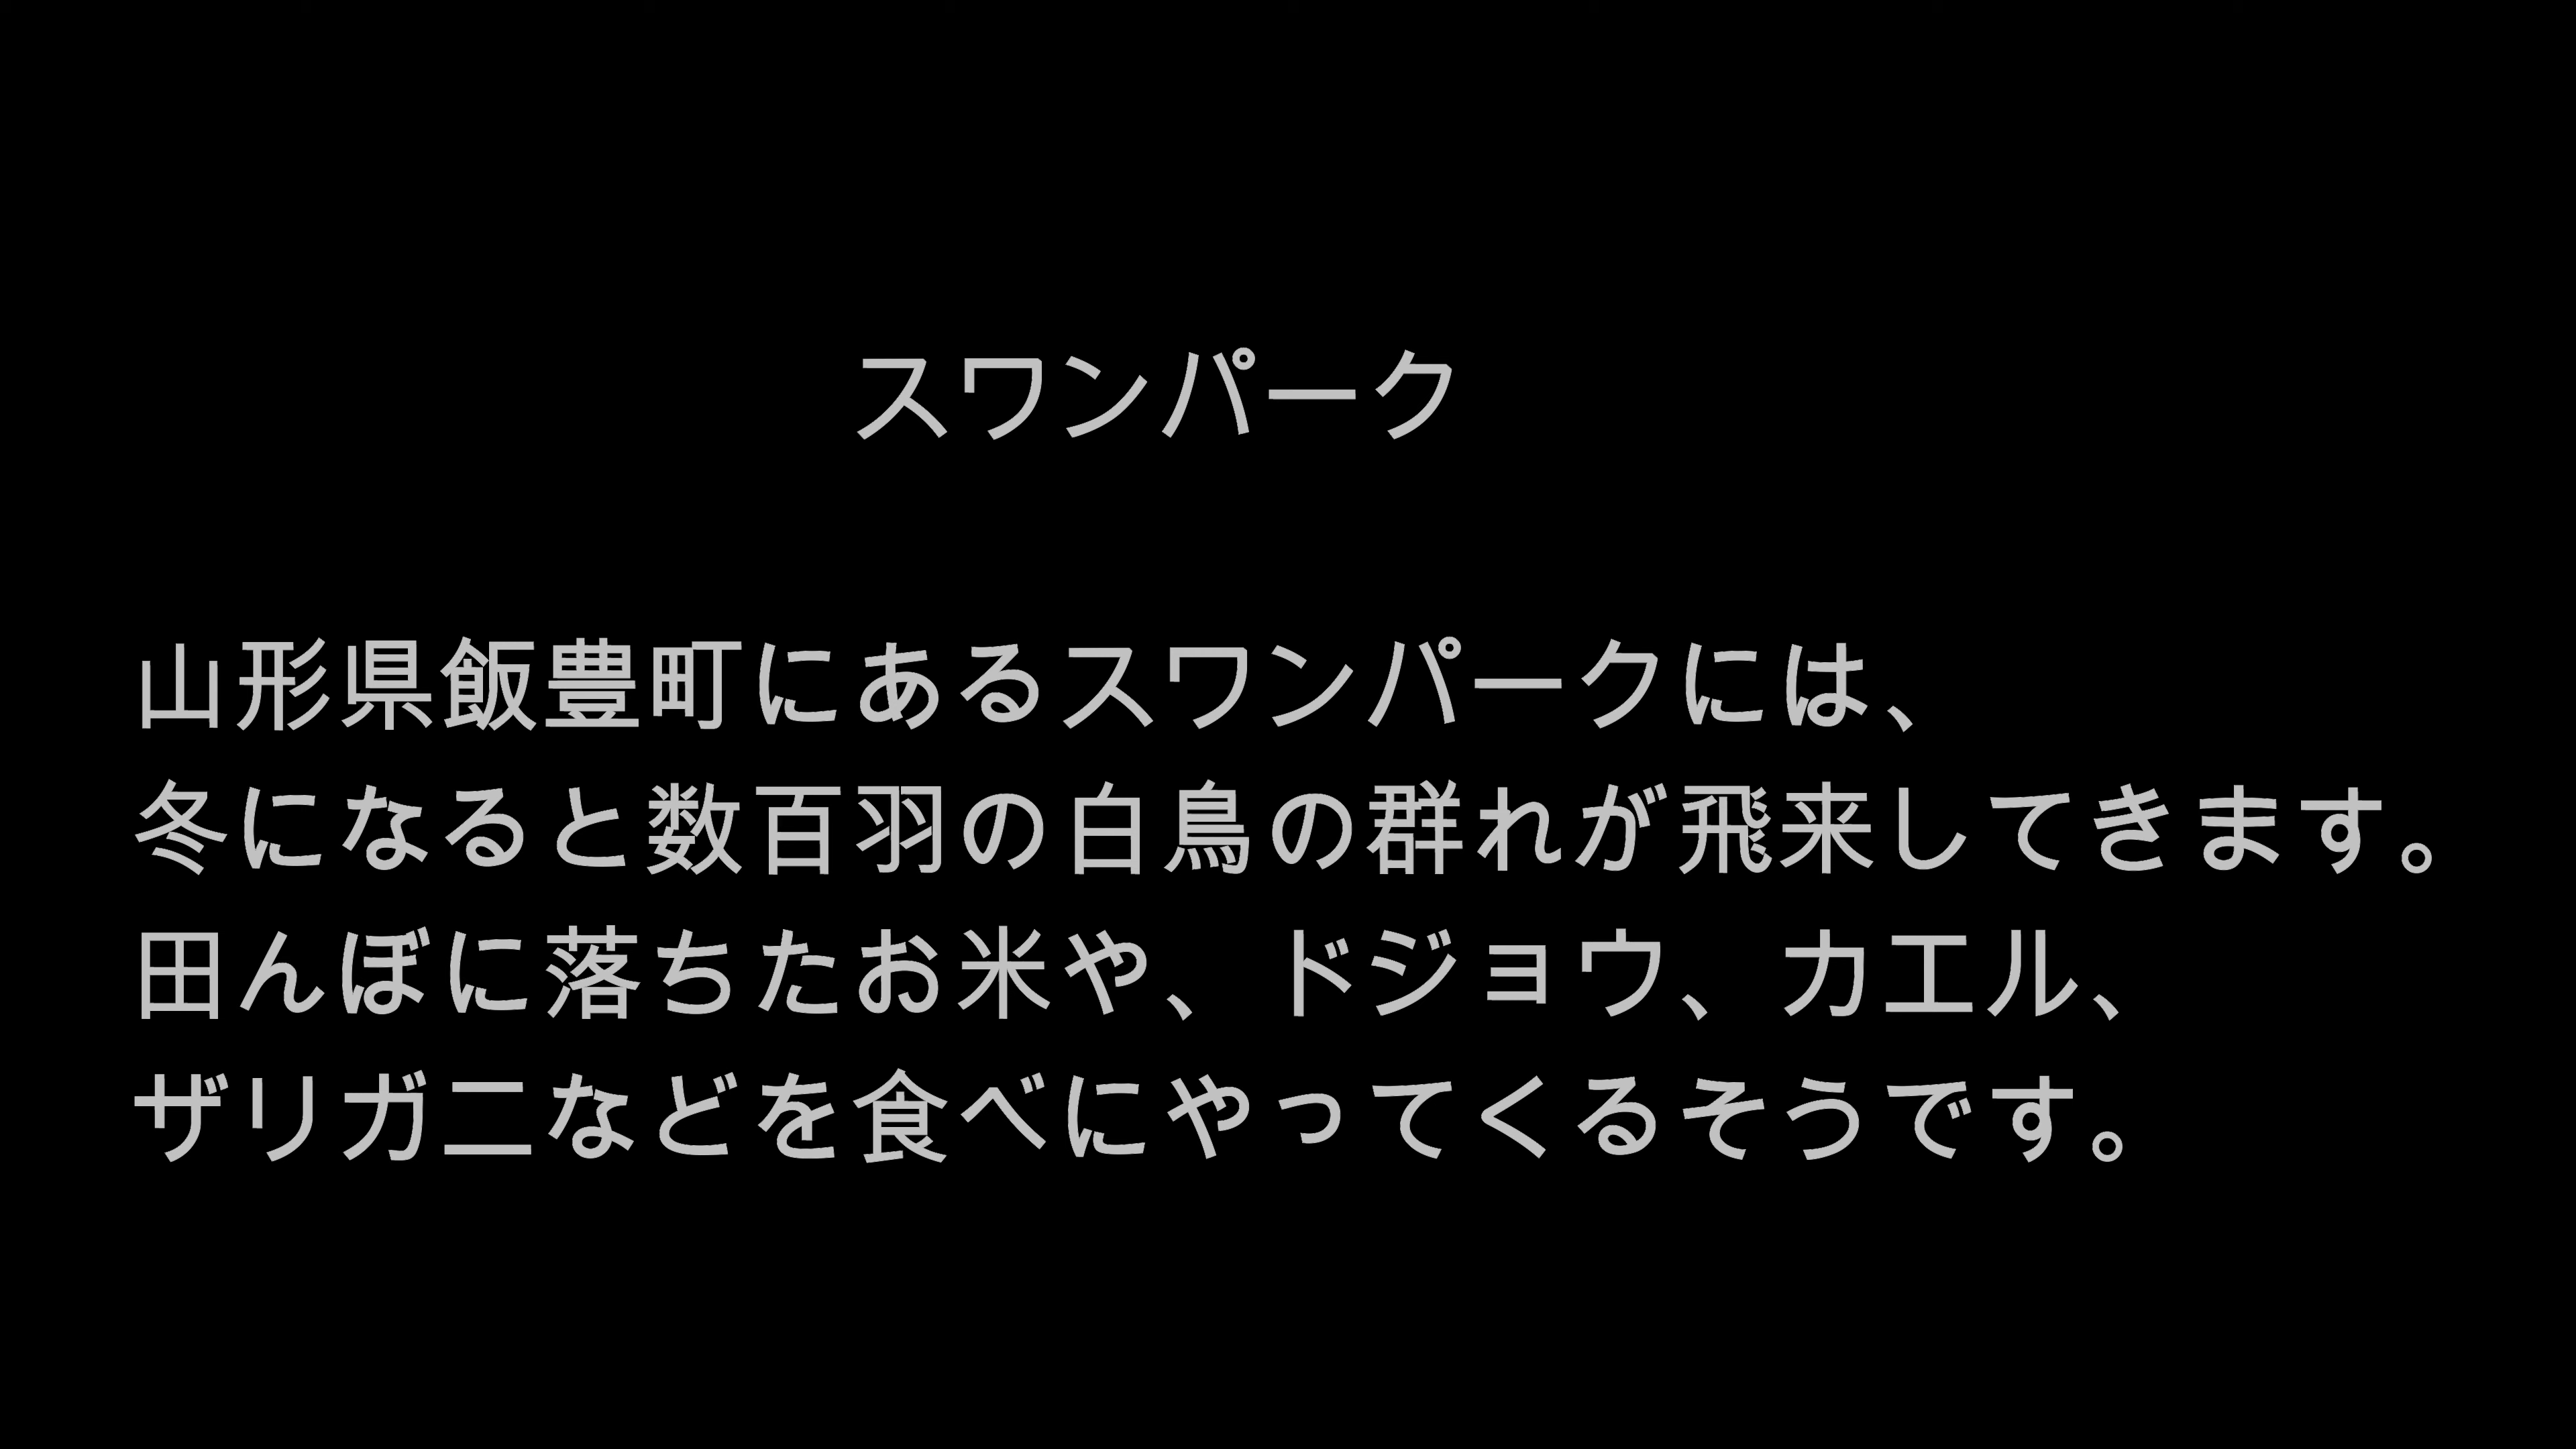 スワンパーク
山形県飯豊町にあるスワンパークには、
冬になると数百羽の白鳥の群れが飛来してきます。
田んぼに落ちたお米や、ドジョウ、カエル、
ザリガニなどを食べにやってくるそうです。